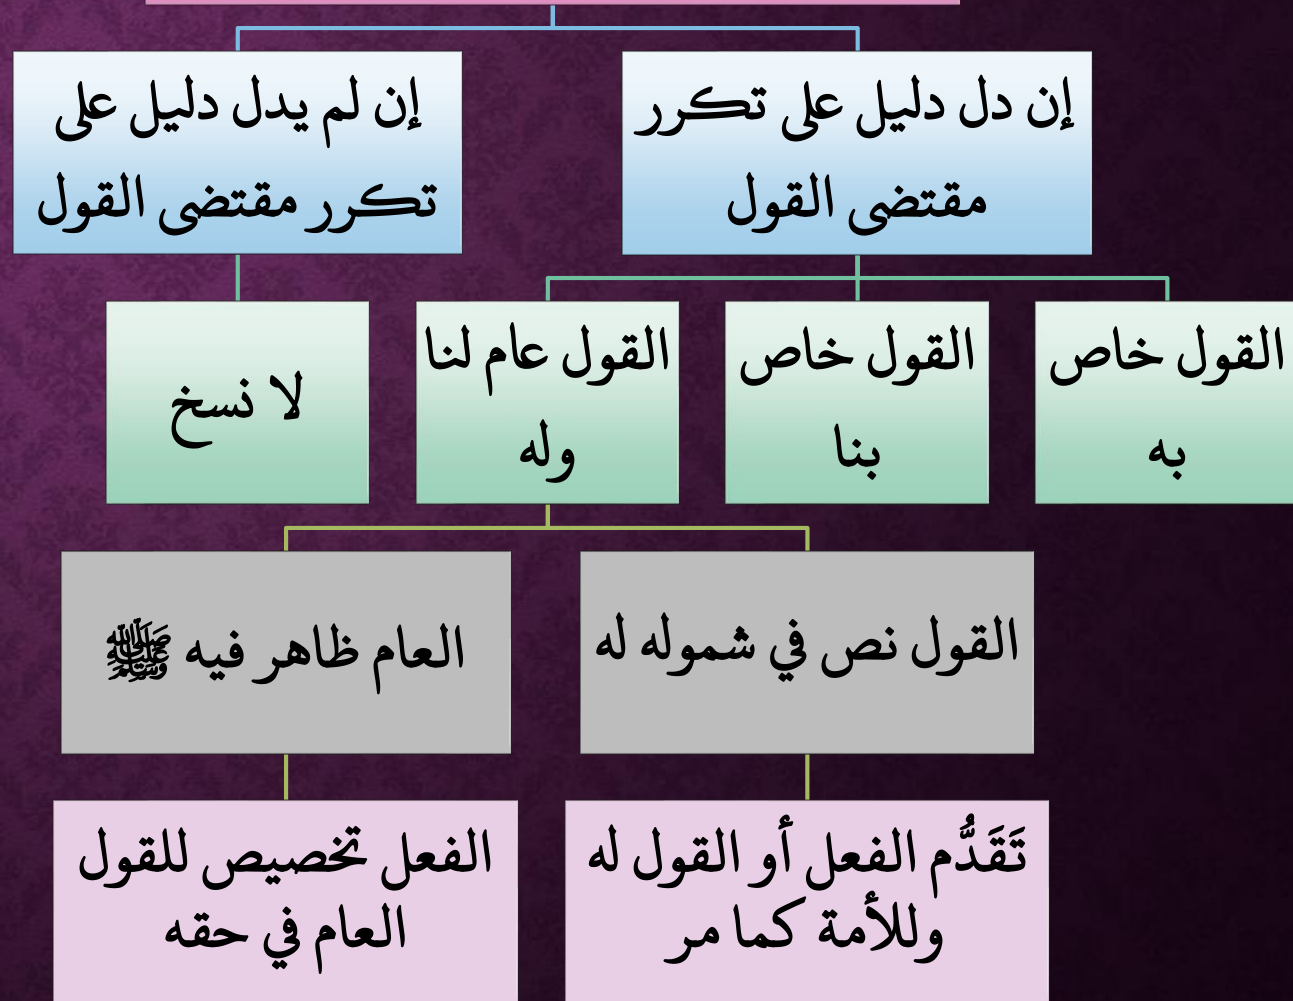 إن دل دليل على تكرر
مقتضى القول
إن لم يدل دليل على
تكرر مقتضى القول
القول خاص
به
القول خاص
بنا
القول عام لنا
وله
لا نسخ
القول نص في شموله له
العام ظاهر فيه ﷺ
تَقَدُّم الفعل أو القول له
وللأمة كما مر
الفعل تخصيص للقول
العام في حقه